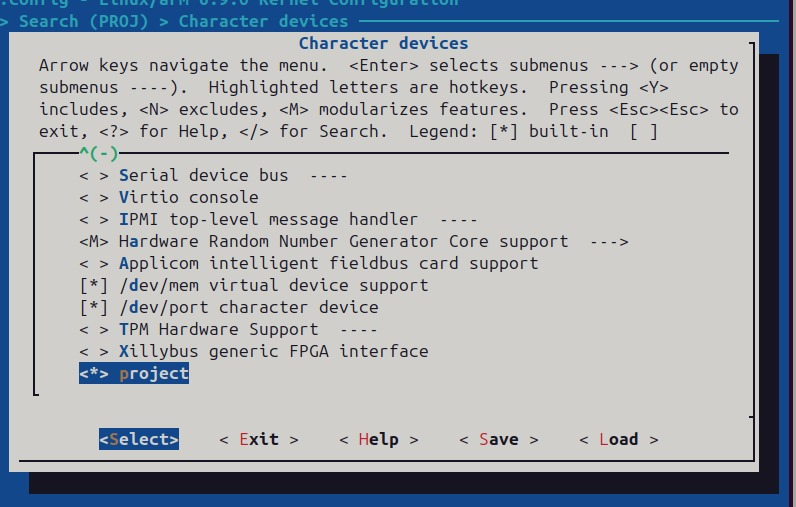 .config - Linux/arm 6.9.0 Kernel Configuration
> Search (PROJ) > Character devices
Character devices
Arrow keys navigate the menu.  <Enter> selects submenus ---> (or empty
submenus ----).  Highlighted letters are hotkeys.  Pressing <Y>
includes, <N> excludes, <M> modularizes features.  Press <Esc><Esc> to
exit, <?> for Help, </> for Search.  Legend: [*] built-in  [ ]
^(-)
< > Serial device bus  ----
< > Virtio console
< > IPMI top-level message handler  ----
<M> Hardware Random Number Generator Core support  --->
< > Applicom intelligent fieldbus card support
[*] /dev/mem virtual device support
[*] /dev/port character device
< > TPM Hardware Support  ----
< > Xillybus generic FPGA interface
<*> project
<Select>    < Exit >    < Help >    < Save >    < Load >